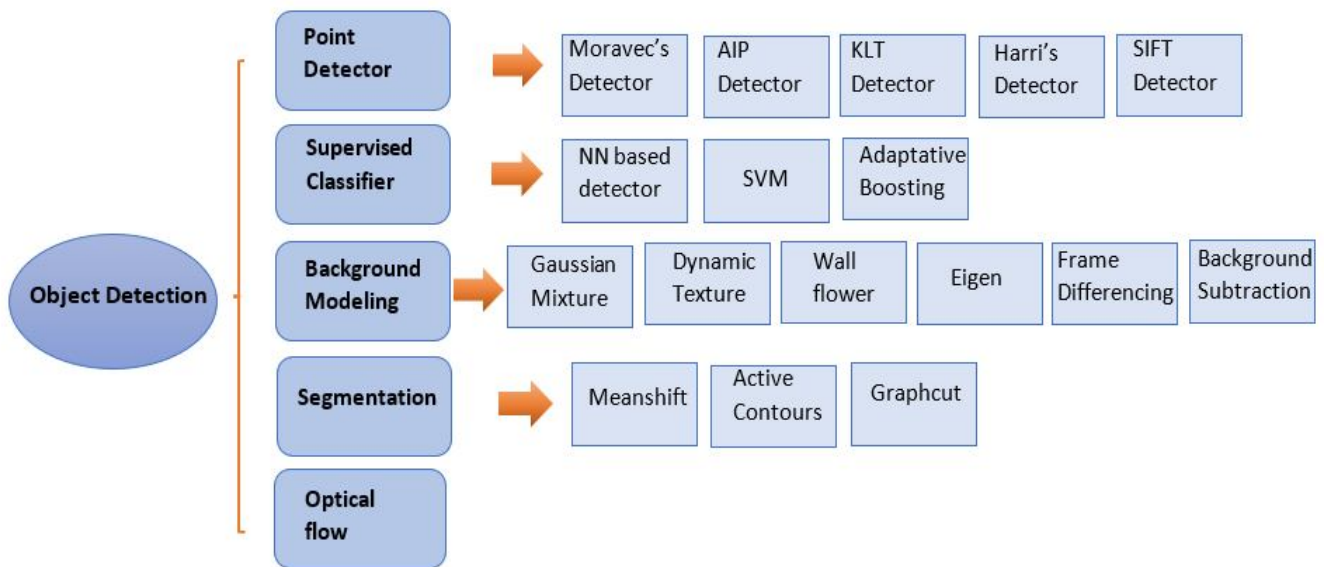 Point
Detector
Moravec's
Detector
AIP
Detector
KLT
Detector
Harri's
Detector
SIFT
Detector
Supervised
Classifier
NN based
detector
SVM
Adaptative
Boosting
Object Detection
Background
Modeling
Gaussian
Mixture
Dynamic
Texture
Wall
flower
Eigen
Frame
Differencing
Background
Subtraction
Segmentation
Meanshift
Active
Contours
Graphcut
Optical
flow